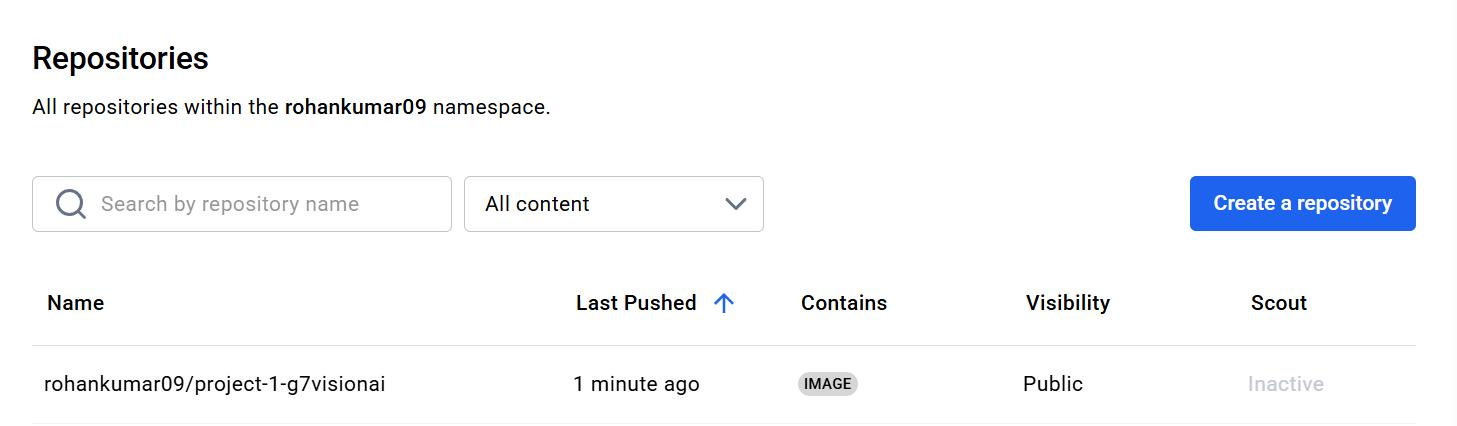 Repositories
All repositories within the rohankumar09 namespace.
Search by repository name
All content
Create a repository
Name Last Pushed Contains Visibility Scout
rohankumar09/project-1-g7visionai 1 minute ago IMAGE Public Inactive